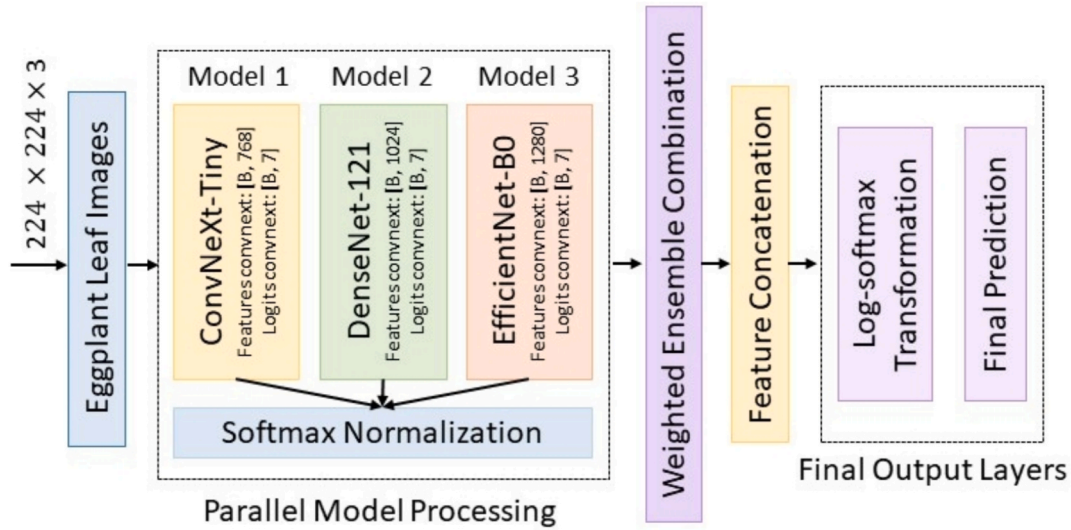 224 × 224 × 3
Eggplant Leaf Images
Model 1
Model 2
Model 3
ConvNeXt-Tiny
Features convnext: [B, 768]
Logits convnext: [B, 7]
DenseNet-121
Features convnext: [B, 1024]
Logits convnext: [B, 7]
EfficientNet-B0
Features convnext: [B, 1280]
Logits convnext: [B, 7]
Softmax Normalization
Parallel Model Processing
Weighted Ensemble Combination
Feature Concatenation
Log-softmax
Transformation
Final Prediction
Final Output Layers